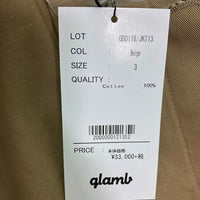 LOT GB0116/JKT13
COL Beige
SIZE 3
QUALITY:
Cotton 100%
2000000121352
PRICE: 本体価格
¥33,000+税
glamb